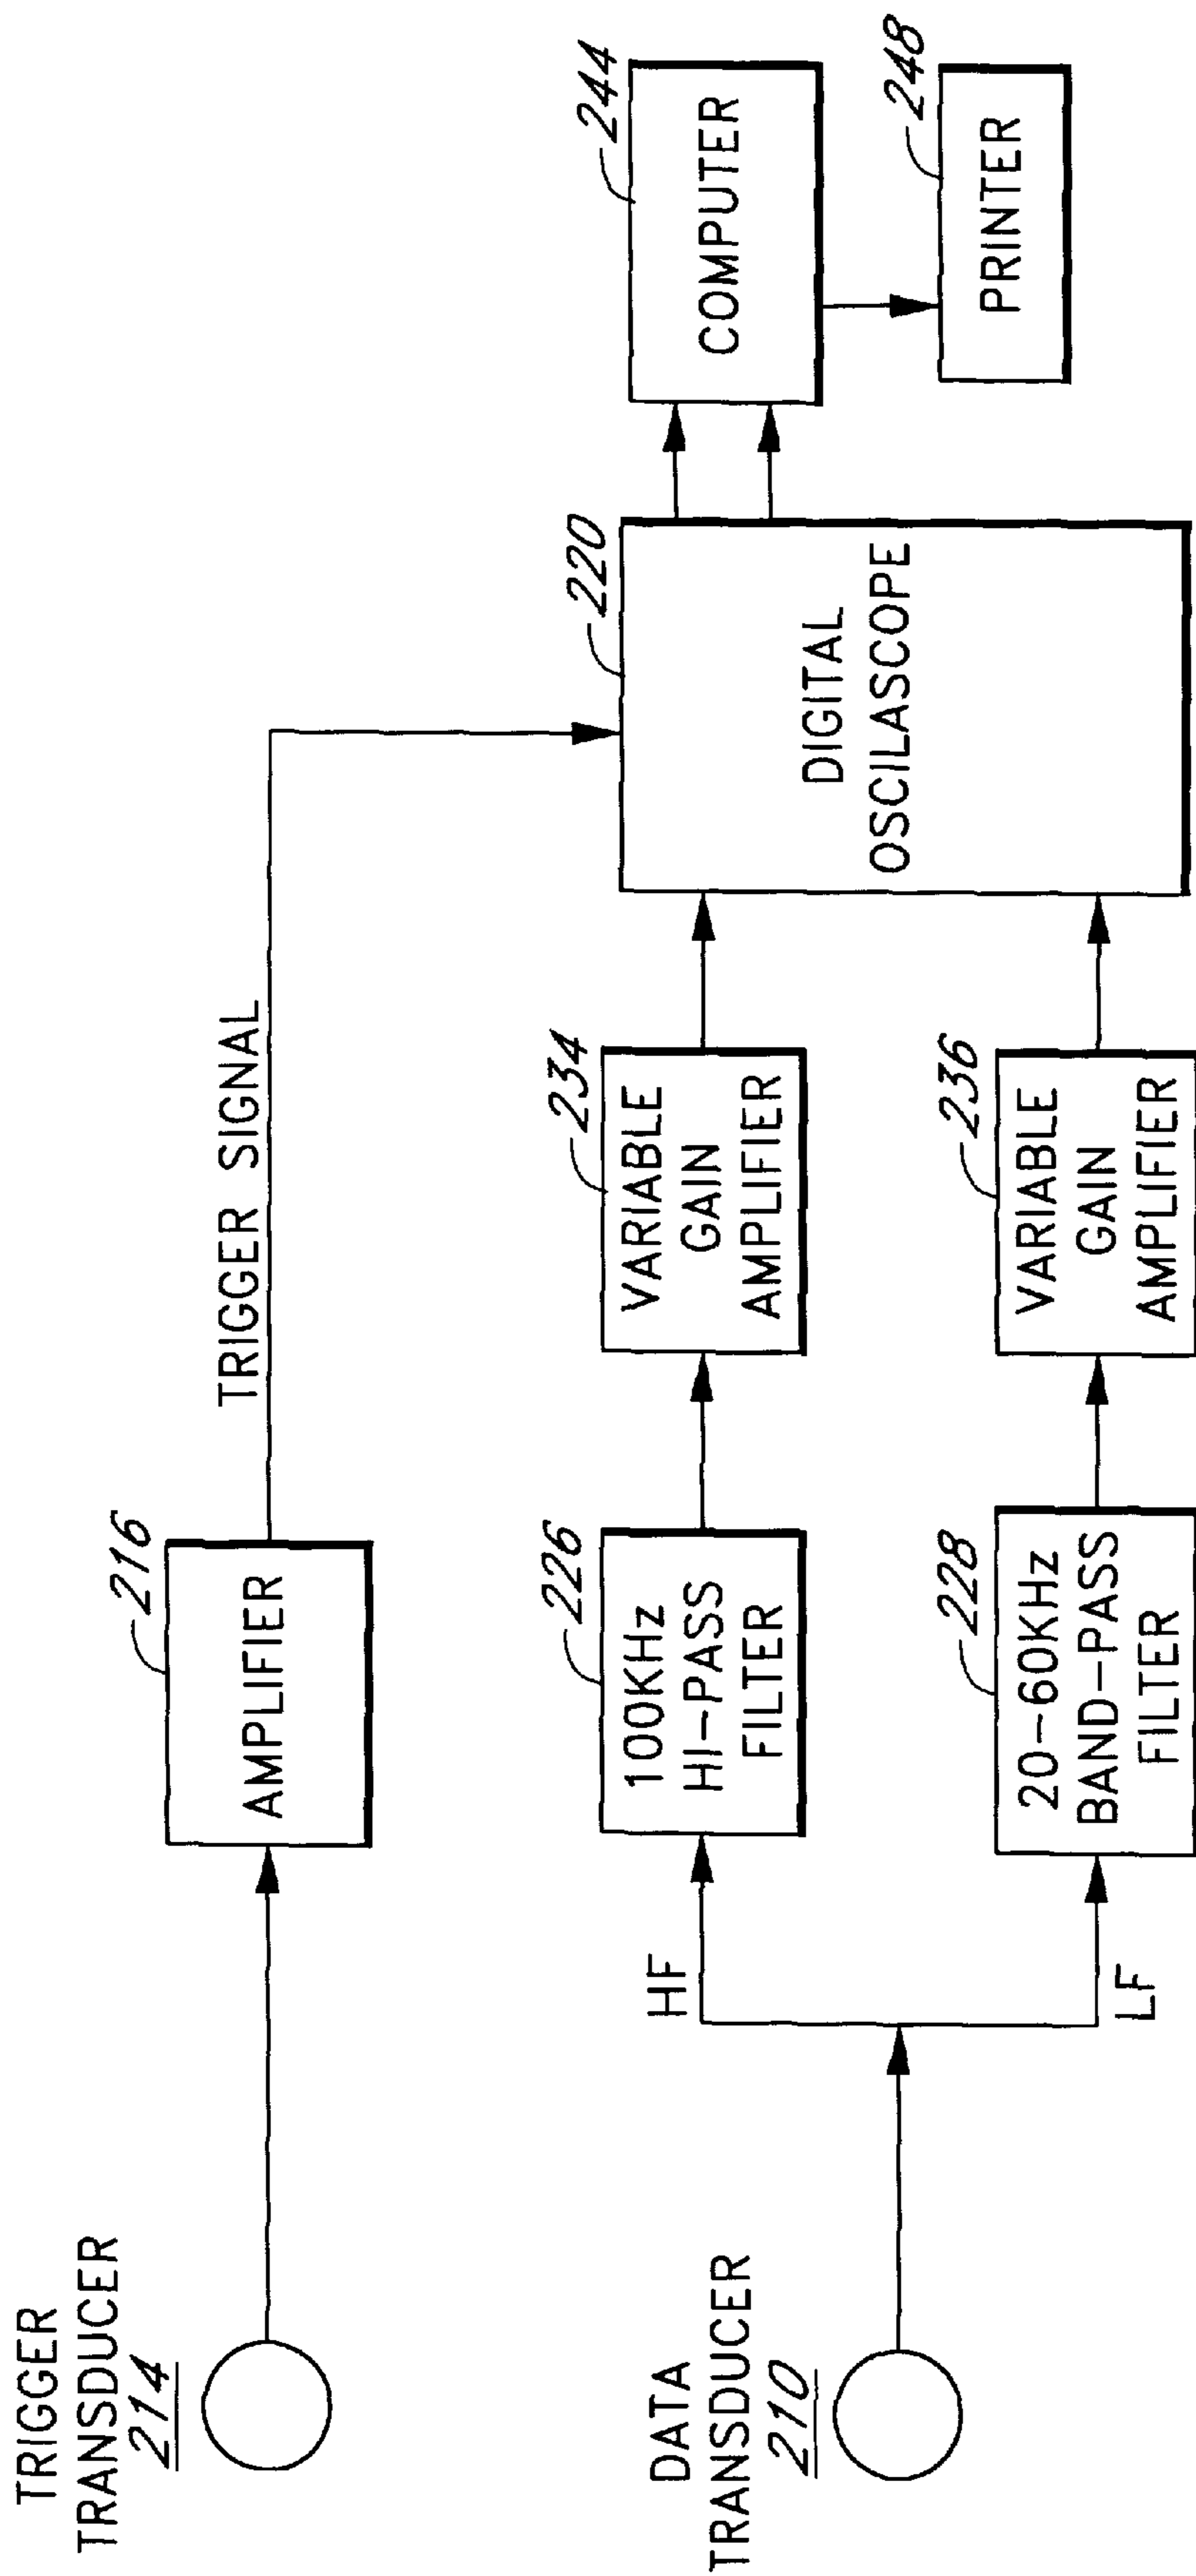 TRIGGER
TRANSDUCER
214
216
AMPLIFIER
TRIGGER SIGNAL
DATA
TRANSDUCER
210
HF
LF
226
100KHz
HI-PASS
FILTER
228
20-60KHz
BAND-PASS
FILTER
234
VARIABLE
GAIN
AMPLIFIER
236
VARIABLE
GAIN
AMPLIFIER
220
DIGITAL
OSCILASCOPE
244
COMPUTER
248
PRINTER